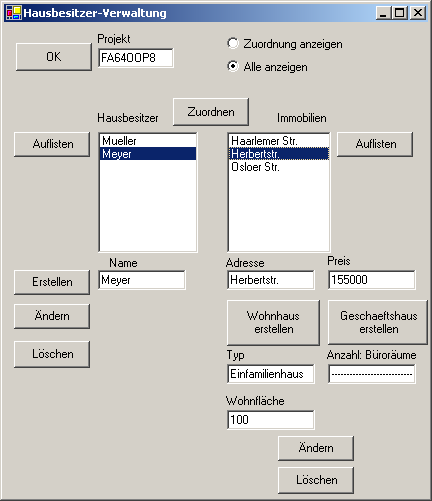 Hausbesitzer-Verwaltung
OK
Projekt
FA64OOP8
Zuordnung anzeigen
Alle anzeigen
Hausbesitzer
Zuordnen
Immobilien
Auflisten
Mueller
Meyer
Haarlemer Str.
Herbertstr.
Osloer Str.
Auflisten
Name
Adresse
Preis
Erstellen
Meyer
Herbertstr.
155000
Ändern
Wohnhaus
erstellen
Geschaeftshaus
erstellen
Löschen
Typ
Anzahl: Büroräume
Einfamilienhaus
---------------------------
Wohnfläche
100
Ändern
Löschen